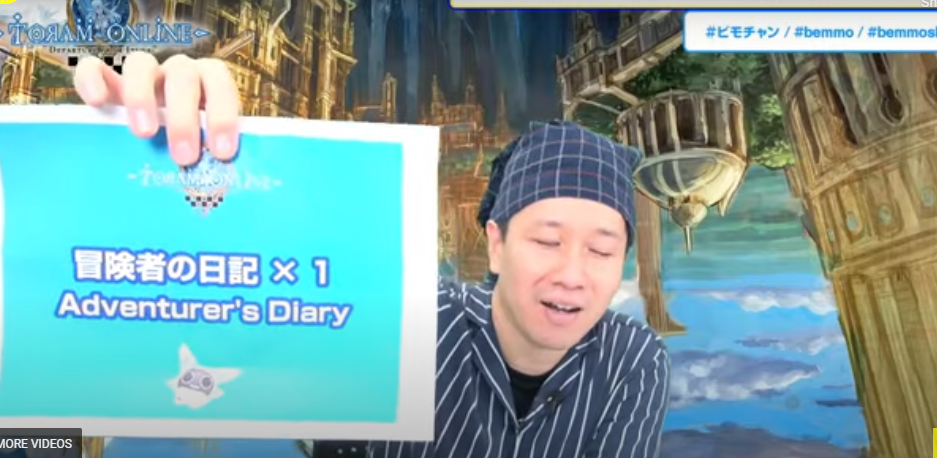 TORAM ONLINE
#ビモチャン / #bemmo /
TORAM ONLINE
冒険者の日記 × 1
Adventurer's Diary
MORE VIDEOS